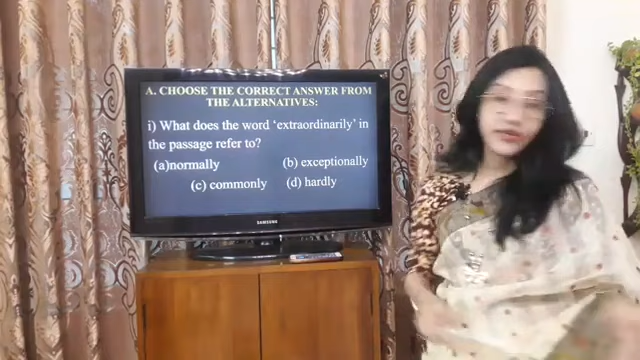 A. CHOOSE THE CORRECT ANSWER FROM
THE ALTERNATIVES:
i) What does the word 'extraordinarily' in
the passage refer to?
(a)normally (b) exceptionally
(c) commonly (d) hardly
SAMSUNG